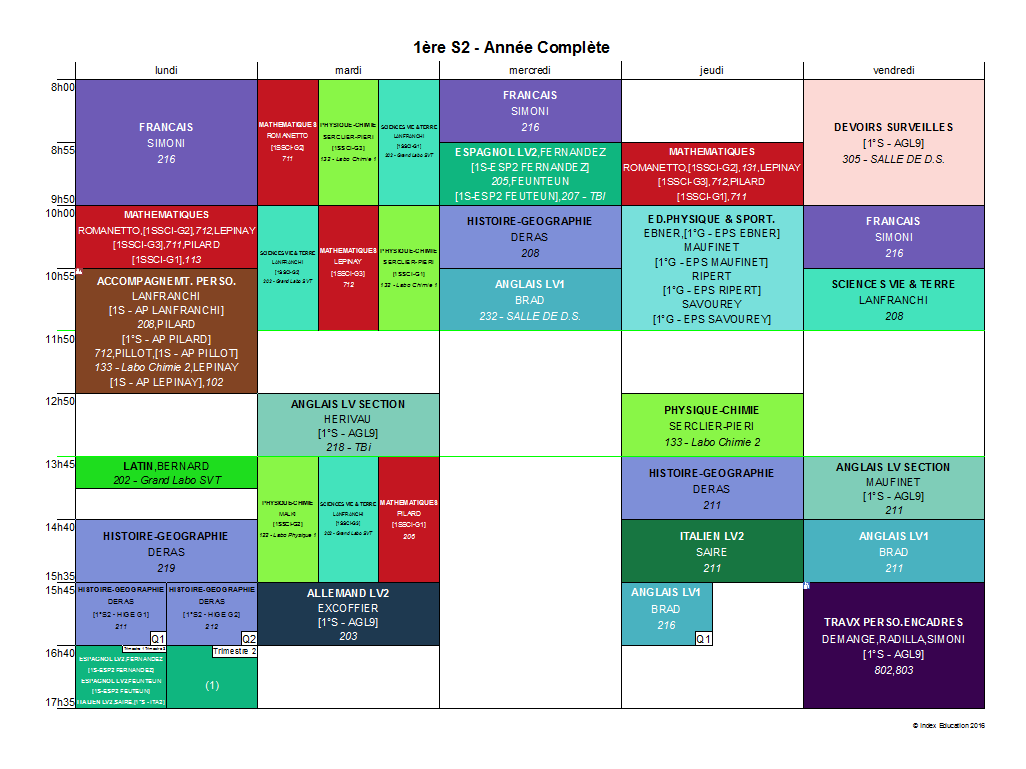 1ère S2 - Année Complète
lundi
mardi
mercredi
jeudi
vendredi
8h00
8h55
9h50
10h00
10h55
11h50
12h50
13h45
14h40
15h35
15h45
16h40
17h35
FRANCAIS
SIMONI
216
MATHEMATIQUES
ROMANETTO,[1SSCI-G2],712,LEPINAY
[1SSCI-G3],711,PILARD
[1SSCI-G1],113
ACCOMPAGNEMT. PERSO.
LANFRANCHI
[1S - AP LANFRANCHI]
208,PILARD
[1°S - AP PILARD]
712,PILLOT,[1S - AP PILLOT]
133 - Labo Chimie 2,LEPINAY
[1S - AP LEPINAY],102
LATIN,BERNARD
202 - Grand Labo SVT
HISTOIRE-GEOGRAPHIE
DERAS
219
HISTOIRE-GEOGRAPHIE
DERAS
[1°S2 - HIGE G1]
211
Q1
HISTOIRE-GEOGRAPHIE
DERAS
[1°S2 - HIGE G2]
212
Q2
ESPAGNOL LV2,FERNANDEZ
[1S-ESP2 FERNANDEZ]
ESPAGNOL LV2,FEUNTEUN
[1S-ESP2 FEUTEUN]
ITALIEN LV2,SAIRE,[1°S - ITA2]
Trimestre 2
(1)
MATHEMATIQUES
ROMANETTO
[1SSCI-G2]
711
PHYSIQUE-CHIMIE
SERCLIER-PIERI
[1SSCI-G3]
132 - Labo Chimie 1
SCIENCES VIE & TERRE
LANFRANCHI
[1SSCI-G1]
202 - Grand Labo SVT
SCIENCES VIE & TERRE
LANFRANCHI
[1SSCI-G2]
202 - Grand Labo SVT
MATHEMATIQUES
LEPINAY
[1SSCI-G3]
712
PHYSIQUE-CHIMIE
SERCLIER-PIERI
[1SSCI-G1]
132 - Labo Chimie 1
ANGLAIS LV SECTION
HERIVAU
[1°S - AGL9]
218 - TBi
PHYSIQUE-CHIMIE
MALKI
[1SSCI-G2]
122 - Labo Physique 1
SCIENCES VIE & TERRE
LANFRANCHI
[1SSCI-G3]
202 - Grand Labo SVT
MATHEMATIQUES
PILARD
[1SSCI-G1]
206
ALLEMAND LV2
EXCOFFIER
[1°S - AGL9]
203
FRANCAIS
SIMONI
216
ESPAGNOL LV2,FERNANDEZ
[1S-ESP2 FERNANDEZ]
205,FEUNTEUN
[1S-ESP2 FEUTEUN],207 - TBI
HISTOIRE-GEOGRAPHIE
DERAS
208
ANGLAIS LV1
BRAD
232 - SALLE DE D.S.
MATHEMATIQUES
ROMANETTO,[1SSCI-G2],131,LEPINAY
[1SSCI-G3],712,PILARD
[1SSCI-G1],711
ED.PHYSIQUE & SPORT.
EBNER,[1°G - EPS EBNER]
MAUFINET
[1°G - EPS MAUFINET]
RIPERT
[1°G - EPS RIPERT]
SAVOUREY
[1°G - EPS SAVOUREY]
PHYSIQUE-CHIMIE
SERCLIER-PIERI
133 - Labo Chimie 2
HISTOIRE-GEOGRAPHIE
DERAS
211
ITALIEN LV2
SAIRE
211
ANGLAIS LV1
BRAD
216
Q1
DEVOIRS SURVEILLES
[1°S - AGL9]
305 - SALLE DE D.S.
FRANCAIS
SIMONI
216
SCIENCES VIE & TERRE
LANFRANCHI
208
ANGLAIS LV SECTION
MAUFINET
[1°S - AGL9]
211
ANGLAIS LV1
BRAD
211
TRAVX PERSO.ENCADRES
DEMANGE,RADILLA,SIMONI
[1°S - AGL9]
802,803
© Index Education 2016